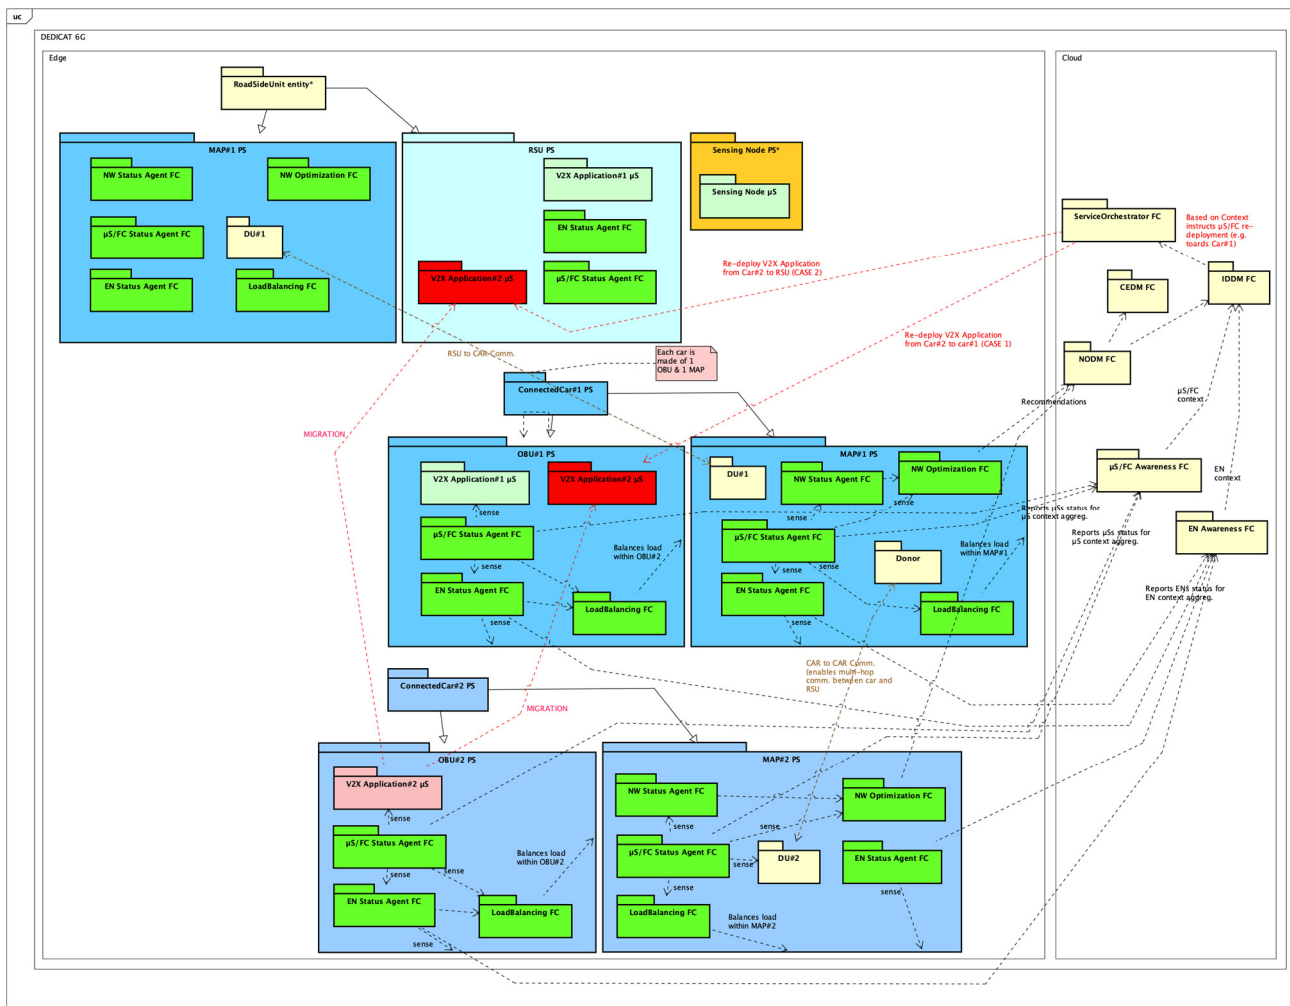 uc
DEDICAT 6G
Edge
Cloud
RoadSideUnit entity*
MAP#1 PS
NW Status Agent FC
NW Optimization FC
µS/FC Status Agent FC
DU#1
EN Status Agent FC
LoadBalancing FC
RSU PS
V2X Application#1 µS
EN Status Agent FC
V2X Application#2 µS
µS/FC Status Agent FC
Sensing Node PS*
Sensing Node µS
ServiceOrchestrator FC
Based on Context
instructs µS/FC re-
deployment (e.g.
toards Car#1)
Re-deploy V2X Application
from Car#2 to RSU (CASE 2)
CEDM FC
IDDM FC
Re-deploy V2X Application
from Car#2 to car#1 (CASE 1)
NODM FC
RSU to CAR Comm.
Each car is
made of 1
OBU & 1 MAP
ConnectedCar#1 PS
Recommendations
µS/FC
context
MIGRATION
OBU#1 PS
V2X Application#1 µS
V2X Application#2 µS
sense
µS/FC Status Agent FC
sense
Balances load
within OBU#2
EN Status Agent FC
LoadBalancing FC
sense
MAP#1 PS
DU#1
NW Status Agent FC
NW Optimization FC
sense
sense
µS/FC Status Agent FC
sense
sense
Donor
Balances load
within MAP#1
EN Status Agent FC
LoadBalancing FC
sense
µS/FC Awareness FC
EN
context
Reports µSs status for
µS context aggreg.
Reports µSs status for
µS context aggreg.
EN Awareness FC
Reports ENs status for
EN context aggreg.
CAR to CAR Comm.
(enables multi-hop
comm. between car and
RSU
ConnectedCar#2 PS
MIGRATION
OBU#2 PS
V2X Application#2 µS
sense
µS/FC Status Agent FC
sense
sense
Balances load
within OBU#2
EN Status Agent FC
LoadBalancing FC
sense
MAP#2 PS
NW Status Agent FC
NW Optimization FC
sense
sense
µS/FC Status Agent FC
sense
DU#2
EN Status Agent FC
sense
sense
LoadBalancing FC
Balances load
within MAP#2